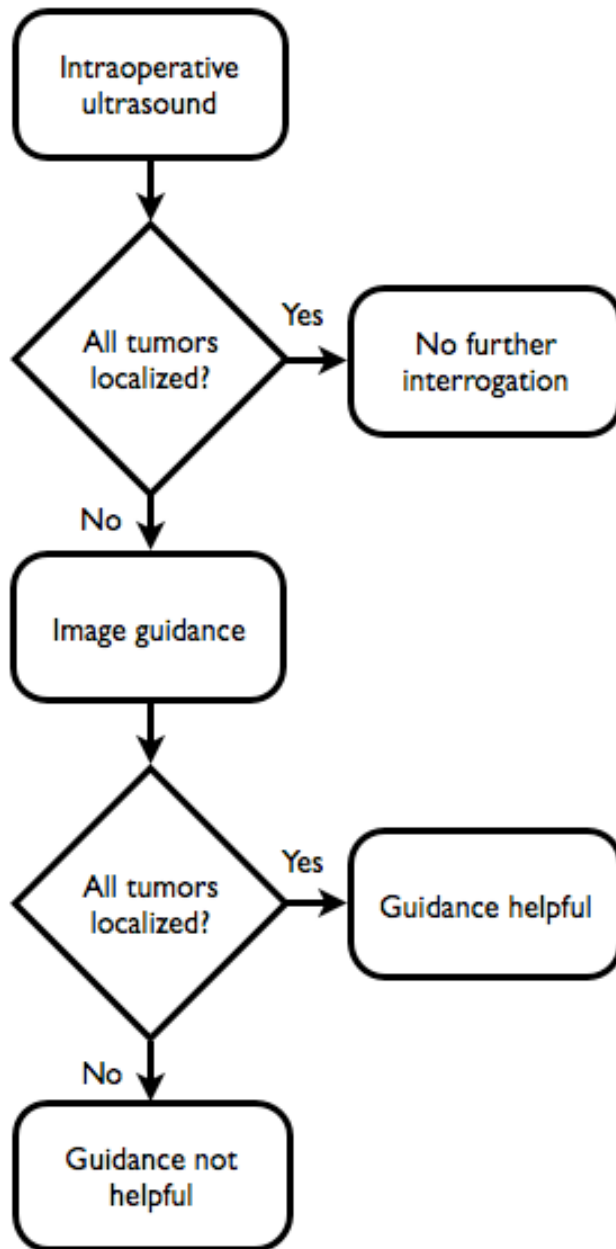 Intraoperative
ultrasound
All tumors
localized?
Yes
No further
interrogation
No
Image guidance
All tumors
localized?
Yes
Guidance helpful
No
Guidance not
helpful